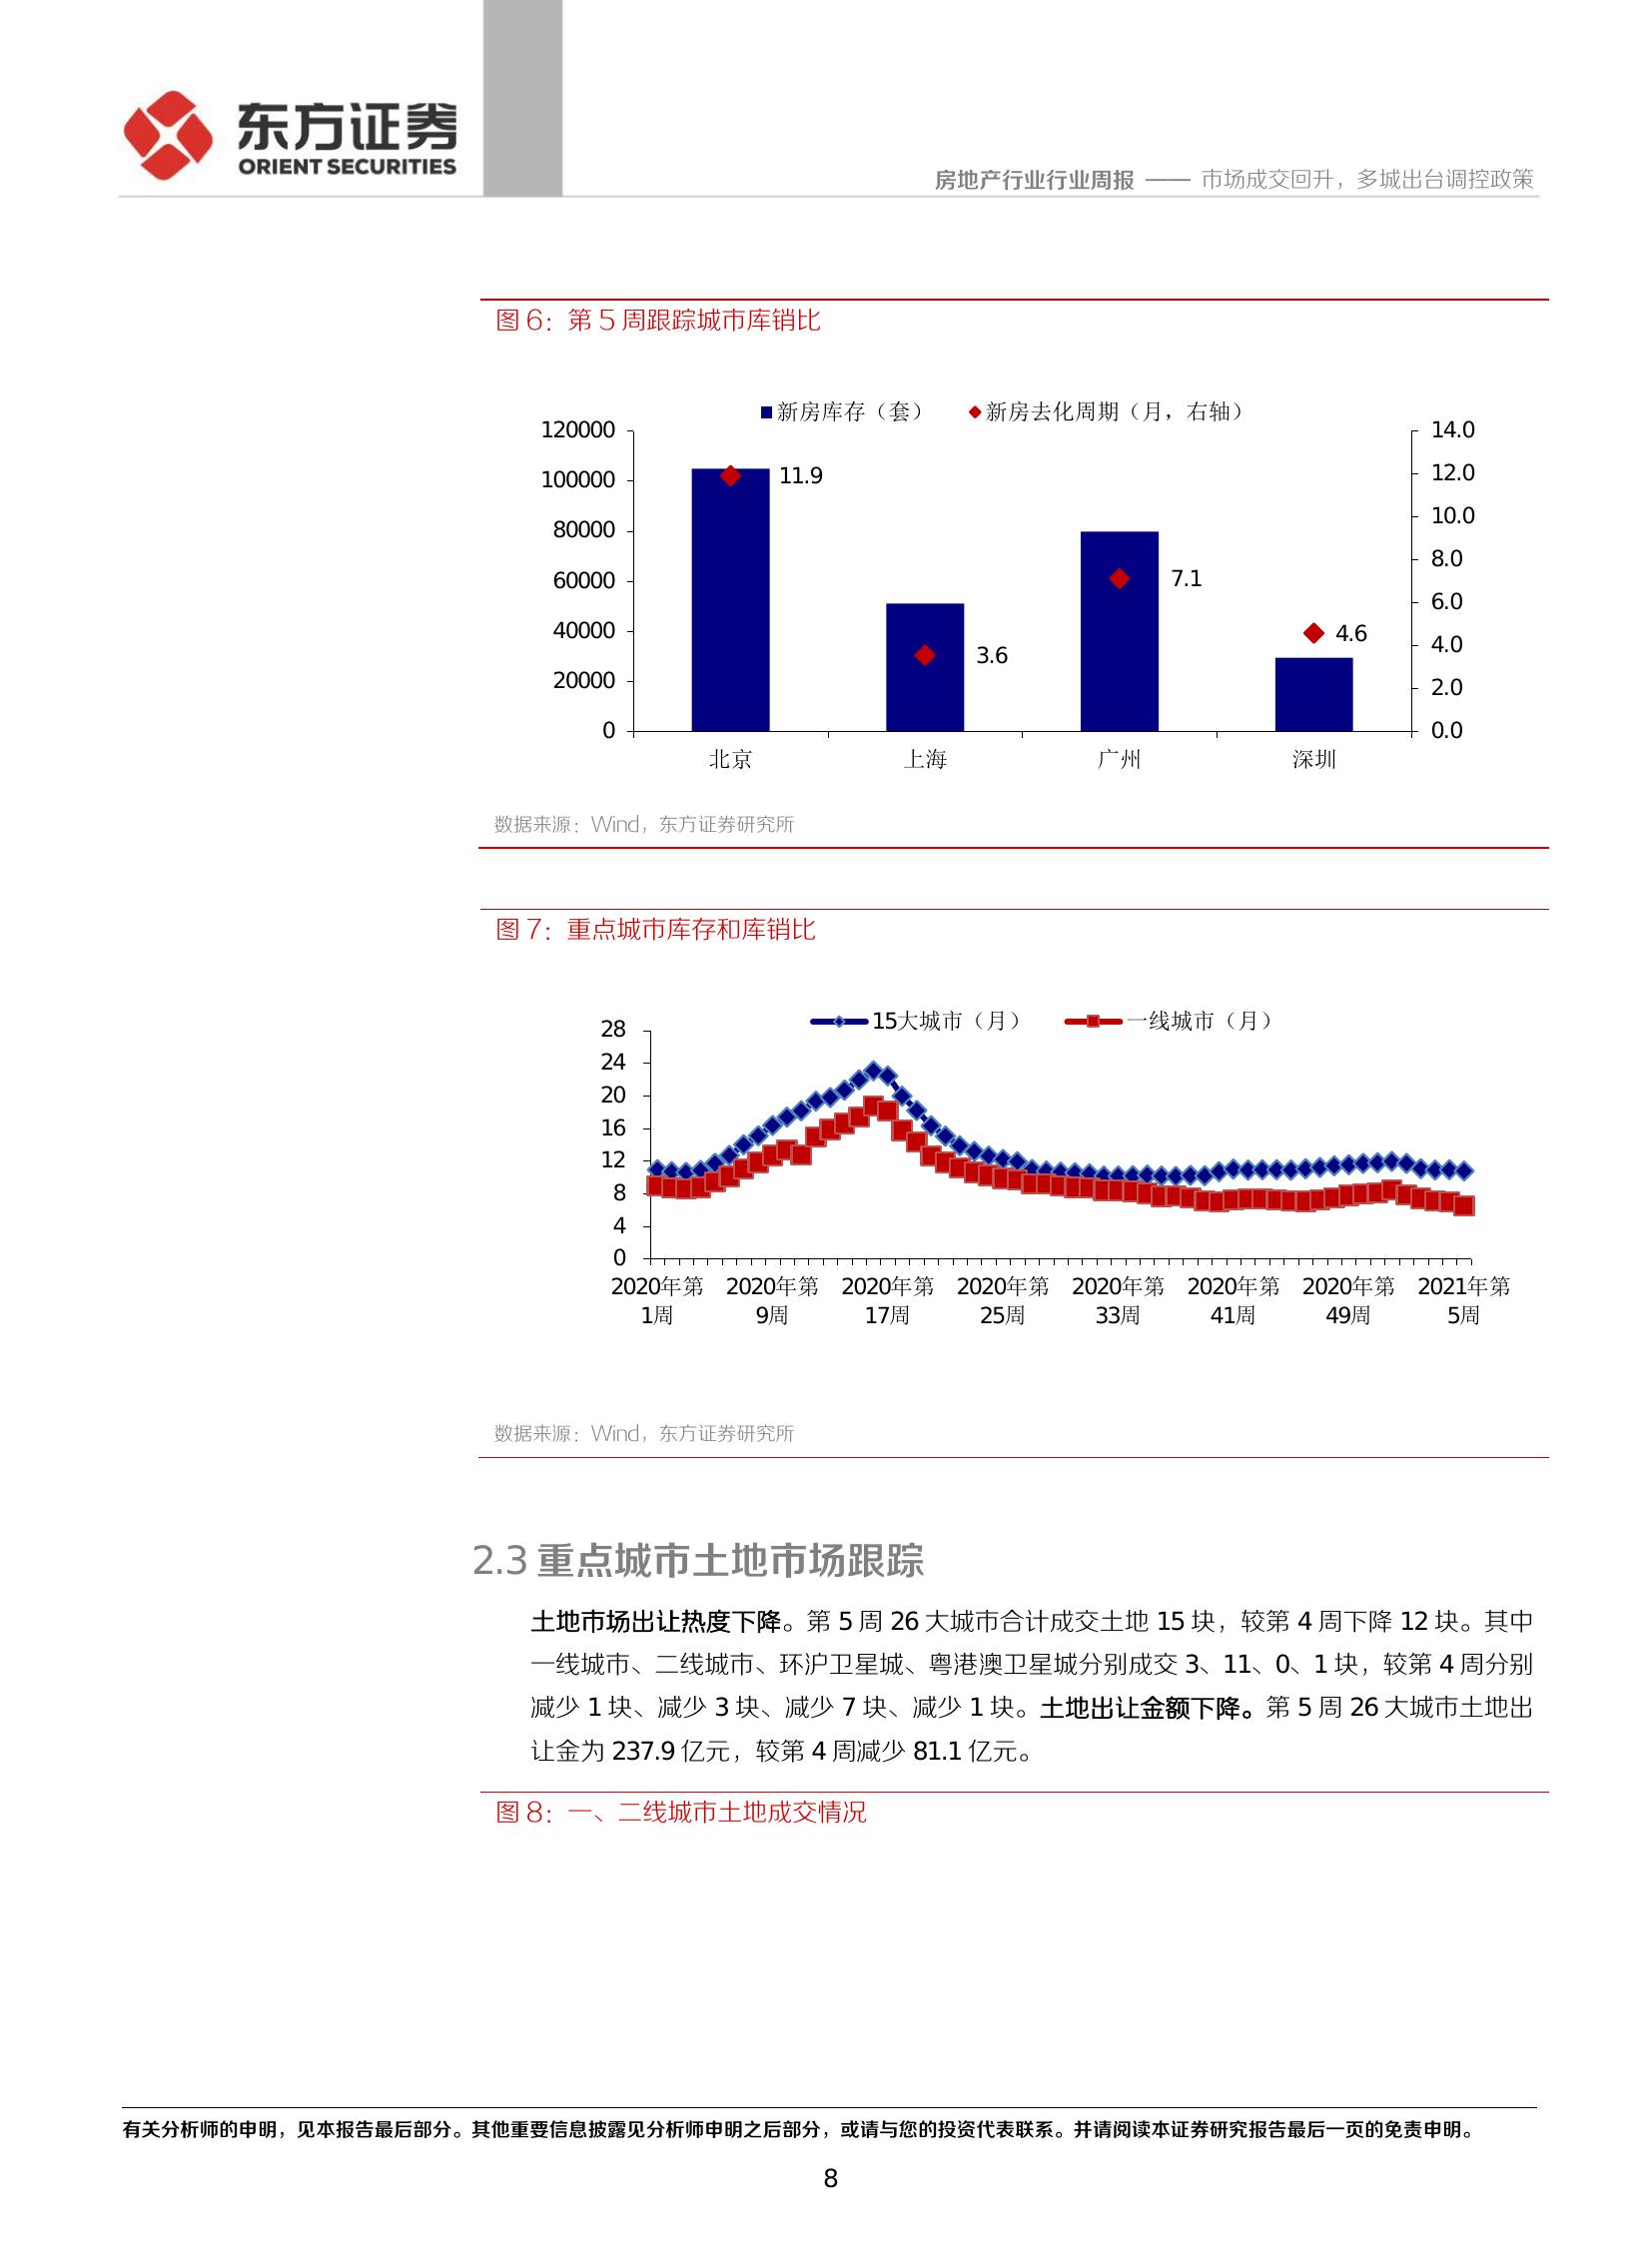 东方证券
ORIENT SECURITIES
房地产行业行业周报 —— 市场成交回升，多城出台调控政策
图 6：第 5 周跟踪城市库销比
新房库存（套） 新房去化周期（月，右轴）
120000 14.0
100000 12.0
80000 10.0
60000 8.0
40000 6.0
20000 4.0
0 2.0
0.0
11.9
3.6
7.1
4.6
北京 上海 广州 深圳
数据来源：Wind，东方证券研究所
图 7：重点城市库存和库销比
15大城市（月） 一线城市（月）
28
24
20
16
12
8
4
0
2020年第 2020年第 2020年第 2020年第 2020年第 2020年第 2020年第 2021年第
1周 9周 17周 25周 33周 41周 49周 5周
数据来源：Wind，东方证券研究所
2.3 重点城市土地市场跟踪
土地市场出让热度下降。第 5 周 26 大城市合计成交土地 15 块，较第 4 周下降 12 块。其中
一线城市、二线城市、环沪卫星城、粤港澳卫星城分别成交 3、11、0、1 块，较第 4 周分别
减少 1 块、减少 3 块、减少 7 块、减少 1 块。土地出让金额下降。第 5 周 26 大城市土地出
让金为 237.9 亿元，较第 4 周减少 81.1 亿元。
图 8：一、二线城市土地成交情况
有关分析师的申明，见本报告最后部分。其他重要信息披露见分析师申明之后部分，或请与您的投资代表联系。并请阅读本证券研究报告最后一页的免责申明。
8